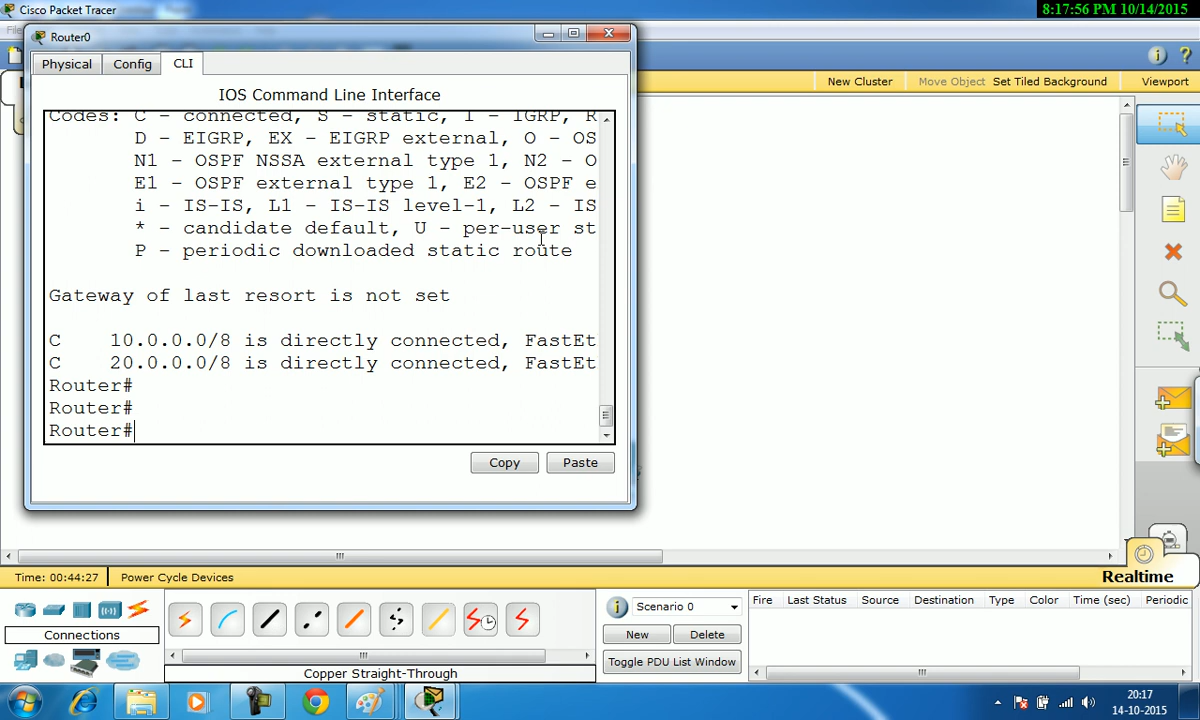 Cisco Packet Tracer
8:17:56 PM 10/14/2015
Router0
Physical
Config
CLI
New Cluster
Move Object
Set Tiled Background
Viewport
IOS Command Line Interface
Codes: C - connected, S - static, I - IGRP, R
D - EIGRP, EX - EIGRP external, O - OS
N1 - OSPF NSSA external type 1, N2 - O
E1 - OSPF external type 1, E2 - OSPF e
i - IS-IS, L1 - IS-IS level-1, L2 - IS
* - candidate default, U - per-user st
P - periodic downloaded static route
Gateway of last resort is not set
C 10.0.0.0/8 is directly connected, FastEt
C 20.0.0.0/8 is directly connected, FastEt
Router#
Router#
Router#
Copy
Paste
Time: 00:44:27
Power Cycle Devices
Realtime
Connections
Copper Straight-Through
Scenario 0
New
Delete
Toggle PDU List Window
Fire Last Status Source Destination Type Color Time (sec) Periodic
20:17
14-10-2015